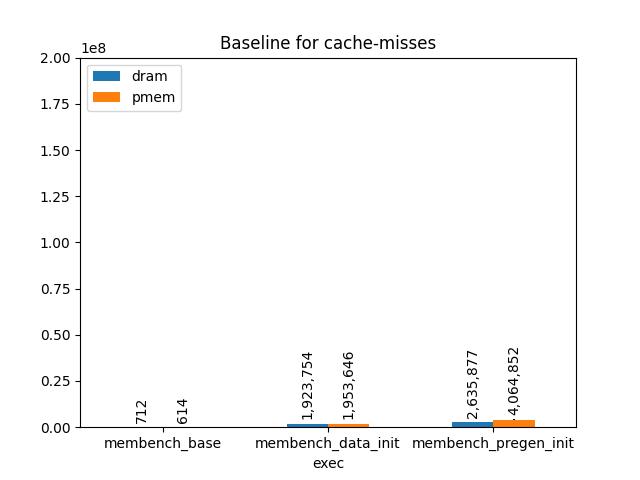 Baseline for cache-misses
1e8
2.00
1.75
1.50
1.25
1.00
0.75
0.50
0.25
0.00
dram
pmem
712
614
1,923,754
1,953,646
2,635,877
4,064,852
membench_base
membench_data_init
membench_pregen_init
exec